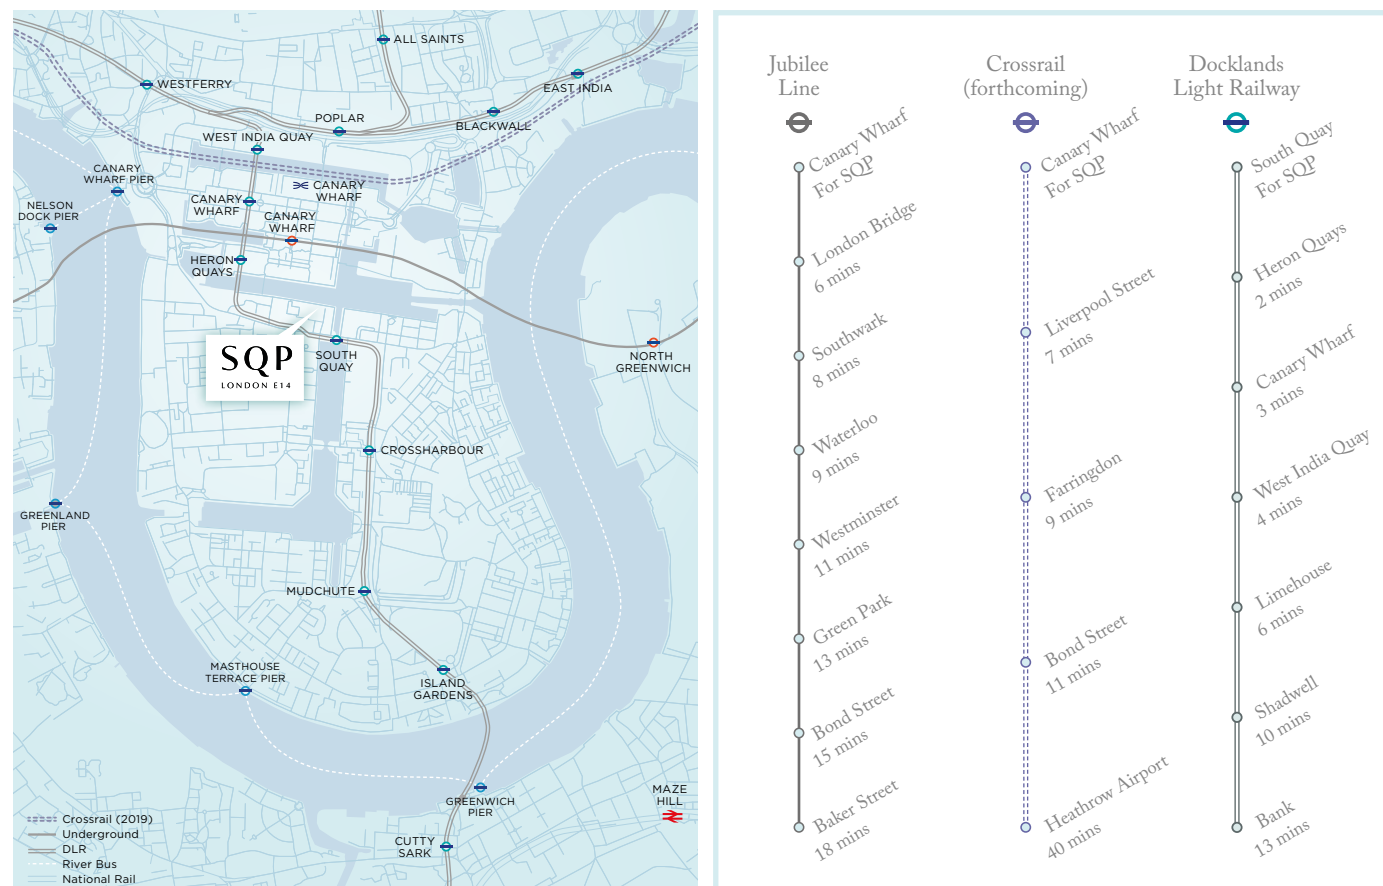 ALL SAINTS
WESTFERRY
EAST INDIA
POPLAR
BLACKWALL
WEST INDIA QUAY
CANARY
WHARF PIER
CANARY
WHARF
NELSON
DOCK PIER
CANARY
WHARF
CANARY
WHARF
HERON
QUAYS
SQP
LONDON E14
SOUTH
QUAY
NORTH
GREENWICH
CROSSHARBOUR
GREENLAND
PIER
MUDCHUTE
MASTHOUSE
TERRACE PIER
ISLAND
GARDENS
GREENWICH
PIER
MAZE
HILL
CUTTY
SARK
Crossrail (2019)
Underground
DLR
River Bus
National Rail
Jubilee
Line
Canary Wharf
For SQP
London Bridge
6 mins
Southwark
8 mins
Waterloo
9 mins
Westminster
11 mins
Green Park
13 mins
Bond Street
15 mins
Baker Street
18 mins
Crossrail
(forthcoming)
Canary Wharf
For SQP
Liverpool Street
7 mins
Farringdon
9 mins
Bond Street
11 mins
Heathrow Airport
40 mins
Docklands
Light Railway
South Quay
For SQP
Heron Quays
2 mins
Canary Wharf
3 mins
West India Quay
4 mins
Limehouse
6 mins
Shadwell
10 mins
Bank
13 mins